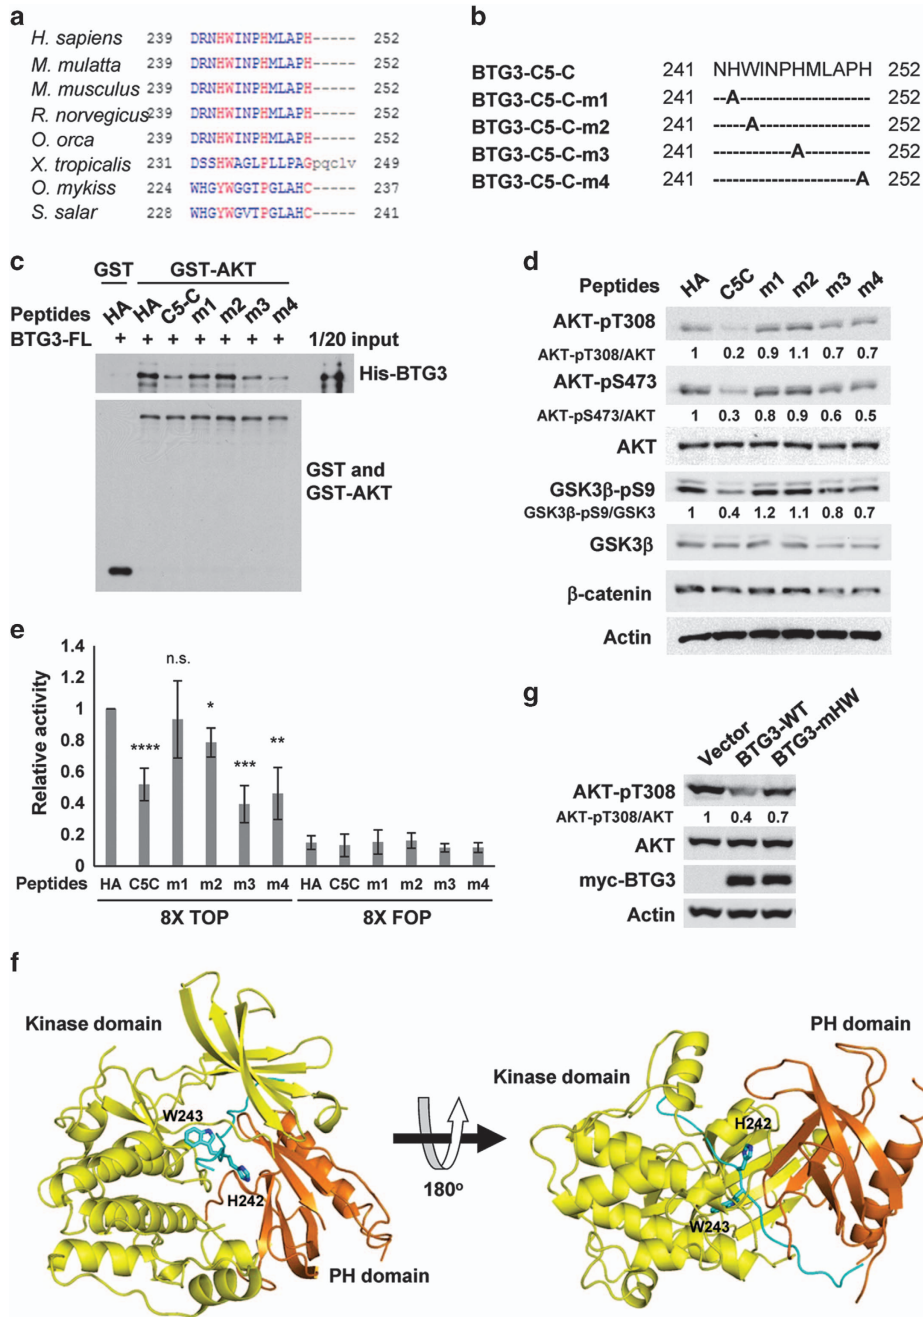 a
H. sapiens 239 DRNHWINPHMLAPH----- 252
M. mulatta 239 DRNHWINPHMLAPH----- 252
M. musculus 239 DRNHWINPHMLAPH----- 252
R. norvegicus 239 DRNHWINPHMLAPH----- 252
O. orca 239 DRNHWINPHMLAPH----- 252
X. tropicalis 231 DSSHWAGLPLLPAGpqclv 249
O. mykiss 224 WHGYWGGTPGLAHC----- 237
S. salar 228 WHGYWGVTPGLAHC----- 241
b
BTG3-C5-C 241 NHWINPHMLAPH 252
BTG3-C5-C-m1 241 --A--------------------- 252
BTG3-C5-C-m2 241 -----A------------------ 252
BTG3-C5-C-m3 241 ------------A----------- 252
BTG3-C5-C-m4 241 -----------------------A 252
c
GST GST-AKT
Peptides HA HA C5-C m1 m2 m3 m4
BTG3-FL + + + + + + + 1/20 input
His-BTG3
GST and
GST-AKT
d
Peptides HA C5C m1 m2 m3 m4
AKT-pT308
AKT-pT308/AKT 1 0.2 0.9 1.1 0.7 0.7
AKT-pS473
AKT-pS473/AKT 1 0.3 0.8 0.9 0.6 0.5
AKT
GSK3β-pS9
GSK3β-pS9/GSK3 1 0.4 1.2 1.1 0.8 0.7
GSK3β
β-catenin
Actin
e
Relative activity
1.4
1.2
1
0.8
0.6
0.4
0.2
0
**** n.s. * *** **
Peptides HA C5C m1 m2 m3 m4 HA C5C m1 m2 m3 m4
8X TOP 8X FOP
g
Vector BTG3-WT BTG3-mHW
AKT-pT308
AKT-pT308/AKT 1 0.4 0.7
AKT
myc-BTG3
Actin
f
Kinase domain
W243
H242
PH domain
180°
Kinase domain
PH domain
H242
W243